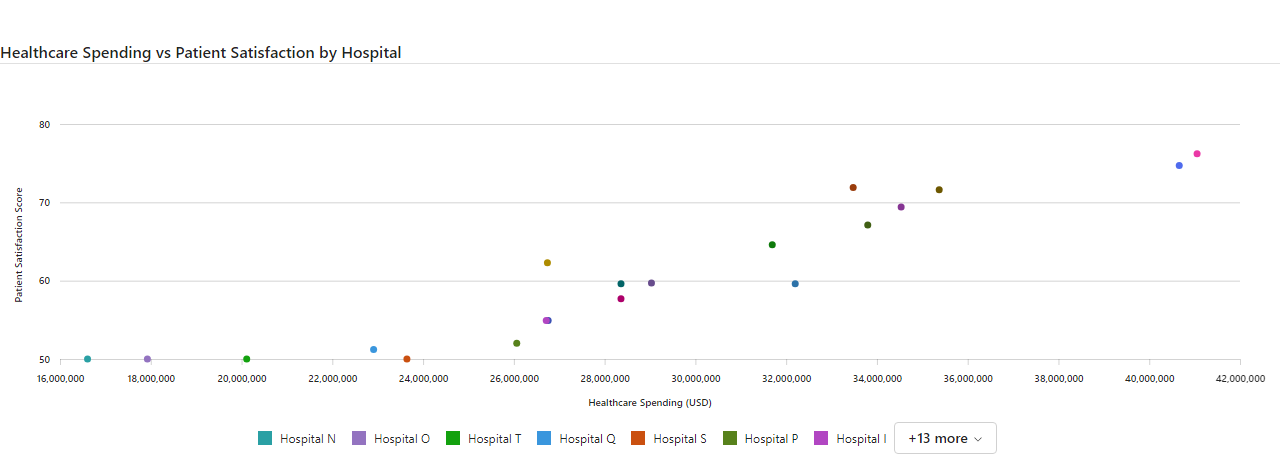 Healthcare Spending vs Patient Satisfaction by Hospital
80
70
60
50
Patient Satisfaction Score
16,000,000 18,000,000 20,000,000 22,000,000 24,000,000 26,000,000 28,000,000 30,000,000 32,000,000 34,000,000 36,000,000 38,000,000 40,000,000 42,000,000
Healthcare Spending (USD)
Hospital N Hospital O Hospital T Hospital Q Hospital S Hospital P Hospital +13 more